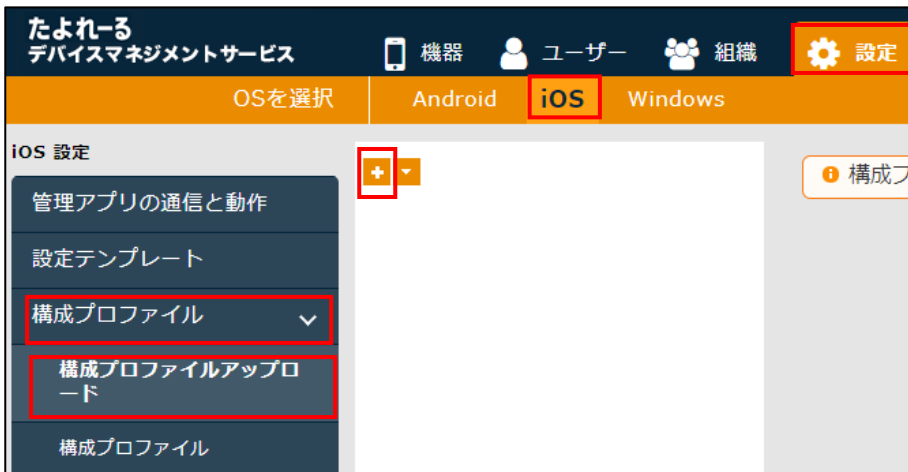 たよれーる
デバイスマネジメントサービス
機器 ユーザー 組織 設定
OSを選択 Android iOS Windows
iOS 設定
管理アプリの通信と動作
設定テンプレート
構成プロファイル
構成プロファイルアップロ
ード
構成プロファイル
構成プ